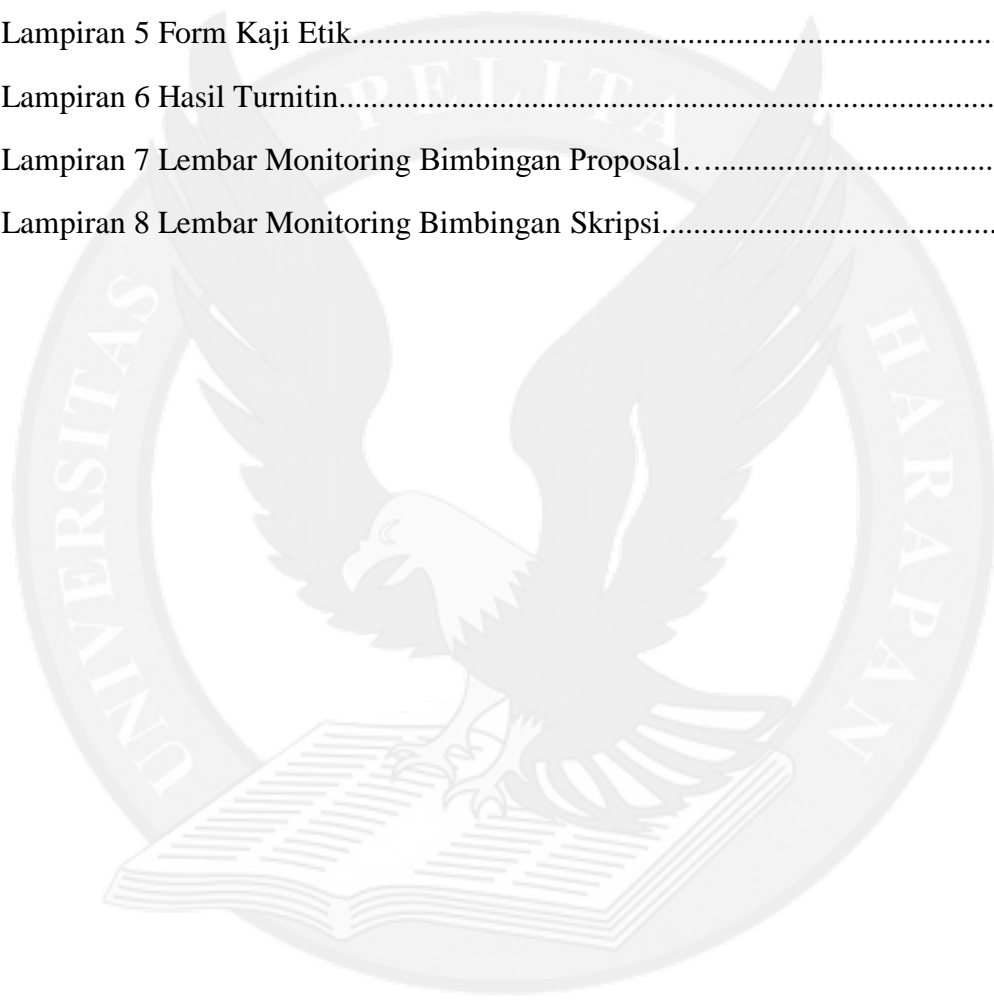 Lampiran 5 Form Kaji Etik................................................................................
Lampiran 6 Hasil Turnitin..................................................................................
Lampiran 7 Lembar Monitoring Bimbingan Proposal….....................................
Lampiran 8 Lembar Monitoring Bimbingan Skripsi..........................................
UNIVERSITAS PELITA HARAPAN